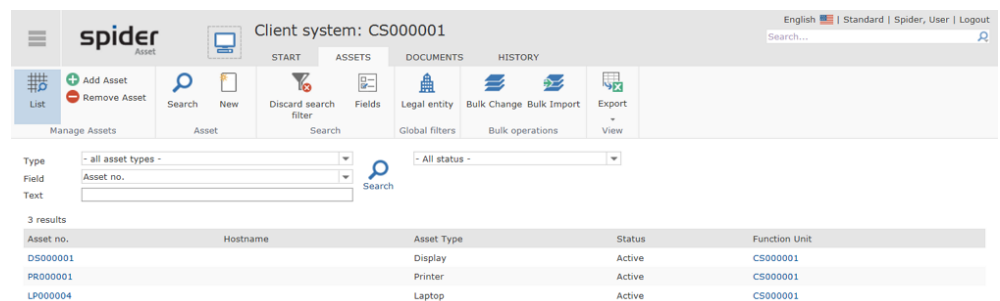 English | Standard | Spider, User | Logout
spider
Asset
Client system: CS000001
Search...
START ASSETS DOCUMENTS HISTORY
List
Add Asset
Remove Asset
Search
New
Discard search
filter
Fields
Legal entity
Bulk Change
Bulk Import
Export
Manage Assets
Asset
Search
Global filters
Bulk operations
View
Type - all asset types - - All status -
Field Asset no.
Search
Text
3 results
Asset no. Hostname Asset Type Status Function Unit
DS000001 Display Active CS000001
PR000001 Printer Active CS000001
LP000004 Laptop Active CS000001